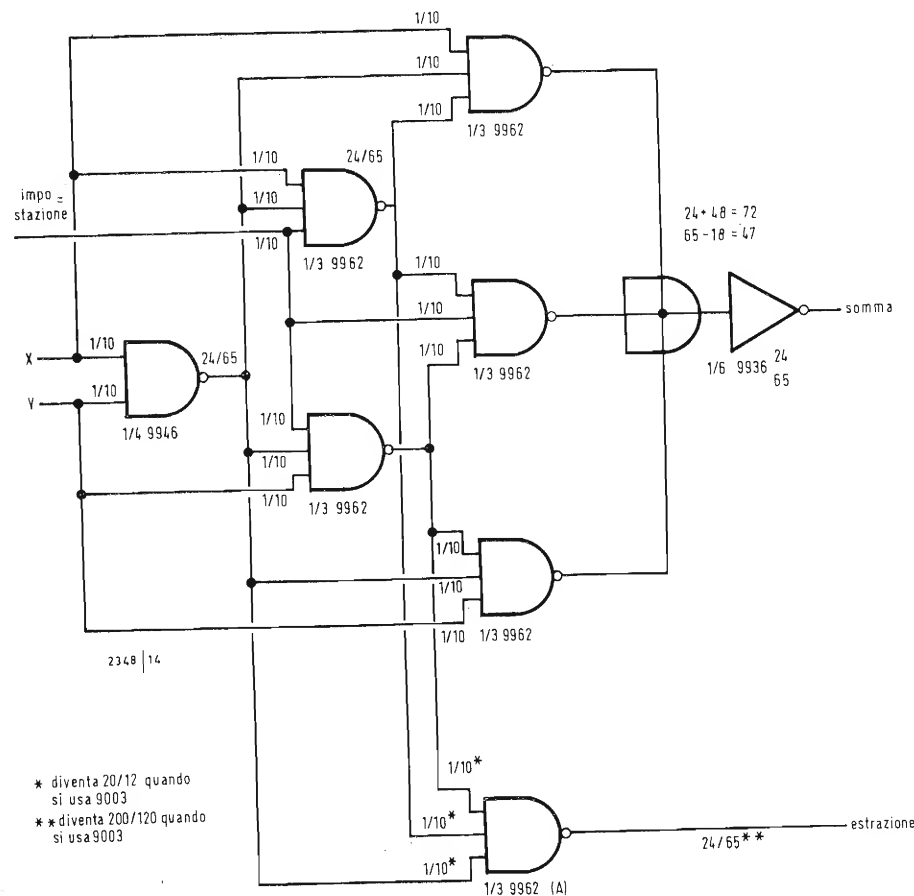 1/10
1/10
1/10
1/3 9962
1/10
24/65
impo =
stazione
1/10
1/10
1/3 9962
24 + 48 = 72
65 - 18 = 47
1/10
1/10
1/10
1/3 9962
somma
1/6 9936
24
65
X
1/10
24/65
Y
1/10
1/4 9946
1/10
1/10
1/10
1/3 9962
1/10
1/10
1/10
1/3 9962
2348|14
* diventa 20/12 quando
si usa 9003
** diventa 200/120 quando
si usa 9003
1/10*
1/10*
1/10*
1/3 9962 (A)
24/65**
estrazione